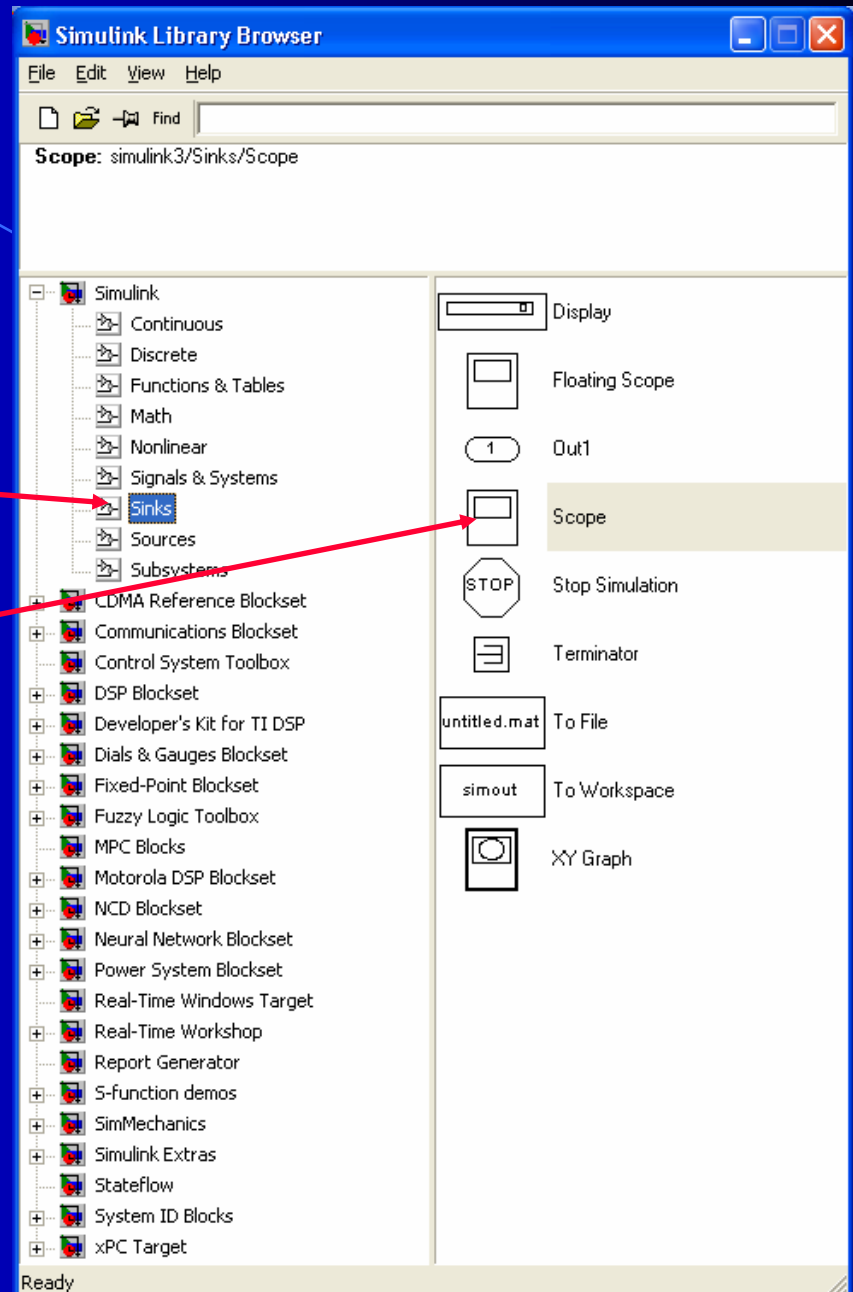 Simulink Library Browser
File Edit View Help
Find
Scope: simulink3/Sinks/Scope
Simulink
Continuous
Discrete
Functions & Tables
Math
Nonlinear
Signals & Systems
Sinks
Sources
Subsystems
CDMA Reference Blockset
Communications Blockset
Control System Toolbox
DSP Blockset
Developer's Kit for TI DSP
Dials & Gauges Blockset
Fixed-Point Blockset
Fuzzy Logic Toolbox
MPC Blocks
Motorola DSP Blockset
NCD Blockset
Neural Network Blockset
Power System Blockset
Real-Time Windows Target
Real-Time Workshop
Report Generator
S-function demos
SimMechanics
Simulink Extras
Stateflow
System ID Blocks
xPC Target
Display
Floating Scope
1 Out1
Scope
STOP Stop Simulation
Terminator
untitled.mat To File
simout To Workspace
XY Graph
Ready